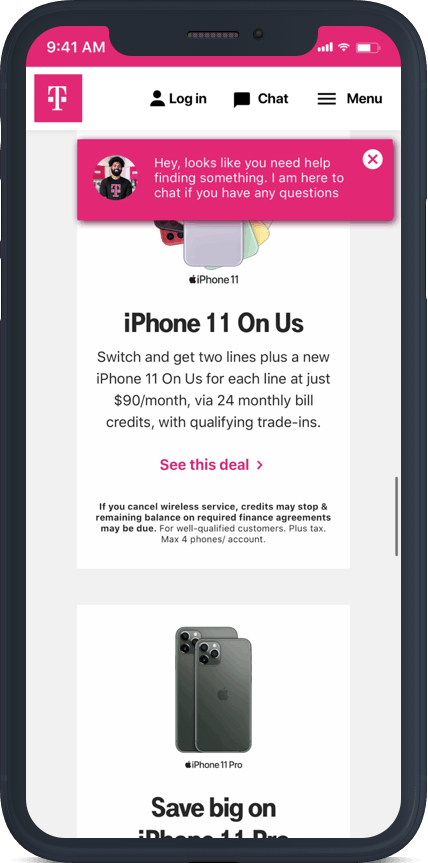 9:41 AM
T
Log in
Chat
Menu
Hey, looks like you need help
finding something. I am here to
chat if you have any questions
iPhone 11
iPhone 11 On Us
Switch and get two lines plus a new
iPhone 11 On Us for each line at just
$90/month, via 24 monthly bill
credits, with qualifying trade-ins.
See this deal
If you cancel wireless service, credits may stop &
remaining balance on required finance agreements
may be due. For well-qualified customers. Plus tax.
Max 4 phones/ account.
iPhone 11 Pro
Save big on
iPhone 11 Pro